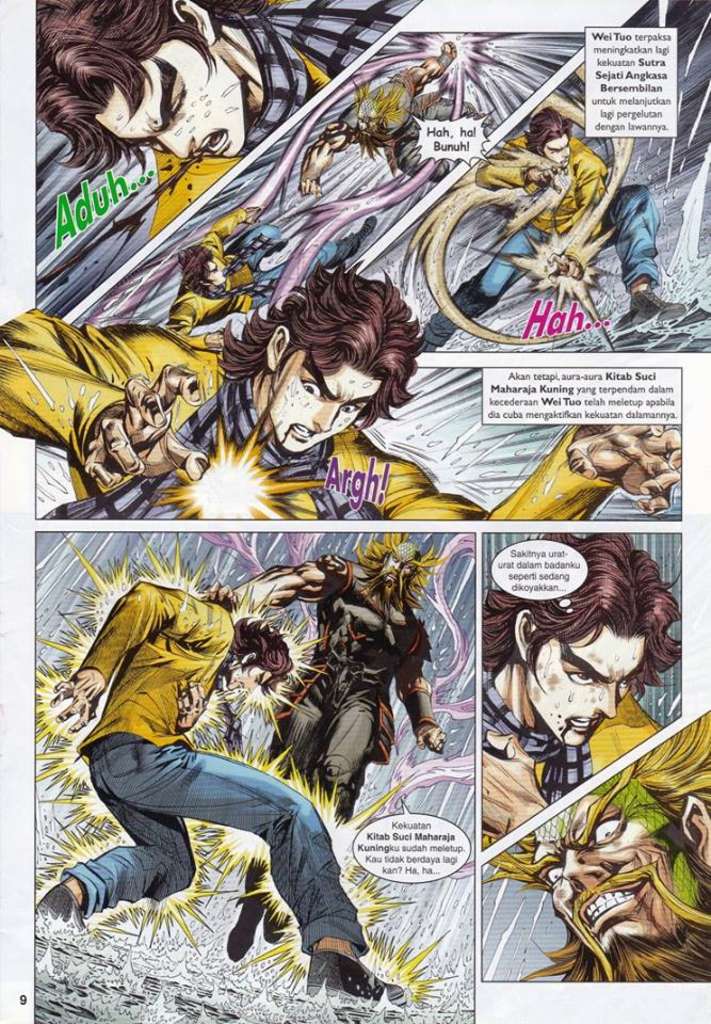 Aduh...
Hah, ha!
Bunuh!
Wei Tuo terpaksa
meningkatkan lagi
kekuatan Sutra
Sejati Angkasa
Bersembilan
untuk melanjutkan
lagi pergelutan
dengan lawannya.
Hah...
Akan tetapi, aura-aura Kitab Suci
Maharaja Kuning yang terpendam dalam
kecederaan Wei Tuo telah meletup apabila
dia cuba mengaktifkan kekuatan dalamannya.
Argh!
Kekuatan
Kitab Suci Maharaja
Kuningku sudah meletup.
Kau tidak berdaya lagi
kan? Ha, ha...
Sakitnya urat-
urat dalam badanku
seperti sedang
dikoyakkan...
9